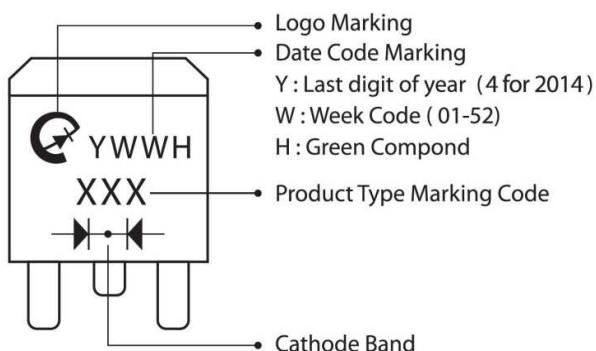 Logo Marking
Date Code Marking
Y : Last digit of year ( 4 for 2014 )
W : Week Code ( 01-52)
H : Green Compond
YWWH
XXX
Product Type Marking Code
Cathode Band